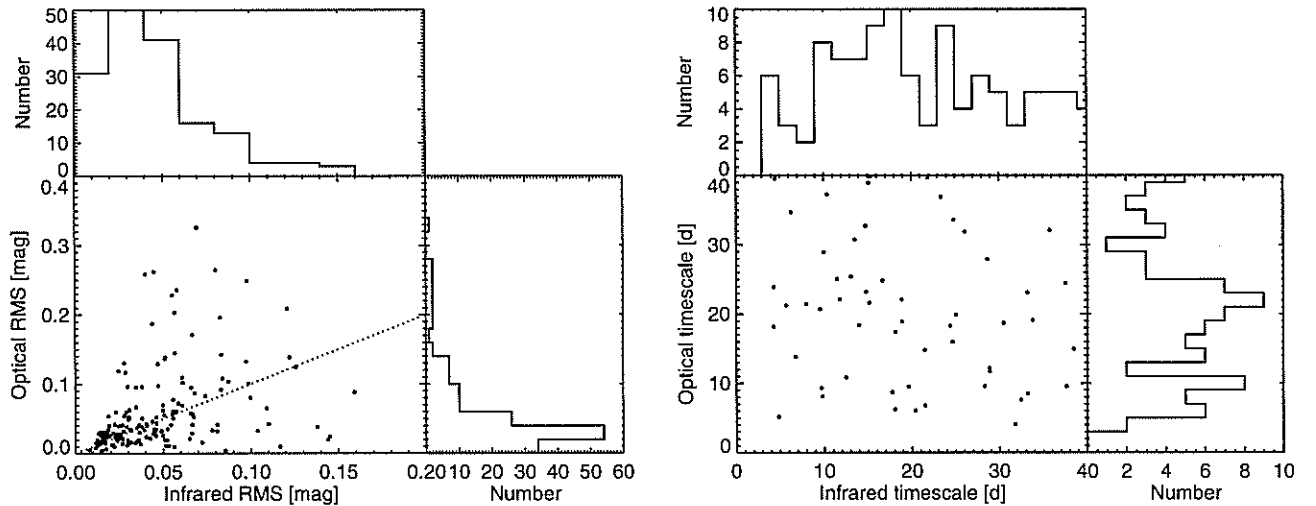 50
40
30
20
10
0
Number
0.4
0.3
0.2
0.1
0.0
Optical RMS [mag]
0.00 0.05 0.10 0.15 0.20
Infrared RMS [mag]
10 20 30 40 50 60
Number
10
8
6
4
2
0
Number
40
30
20
10
0
Optical timescale [d]
0 10 20 30 40
Infrared timescale [d]
0 2 4 6 8 10
Number